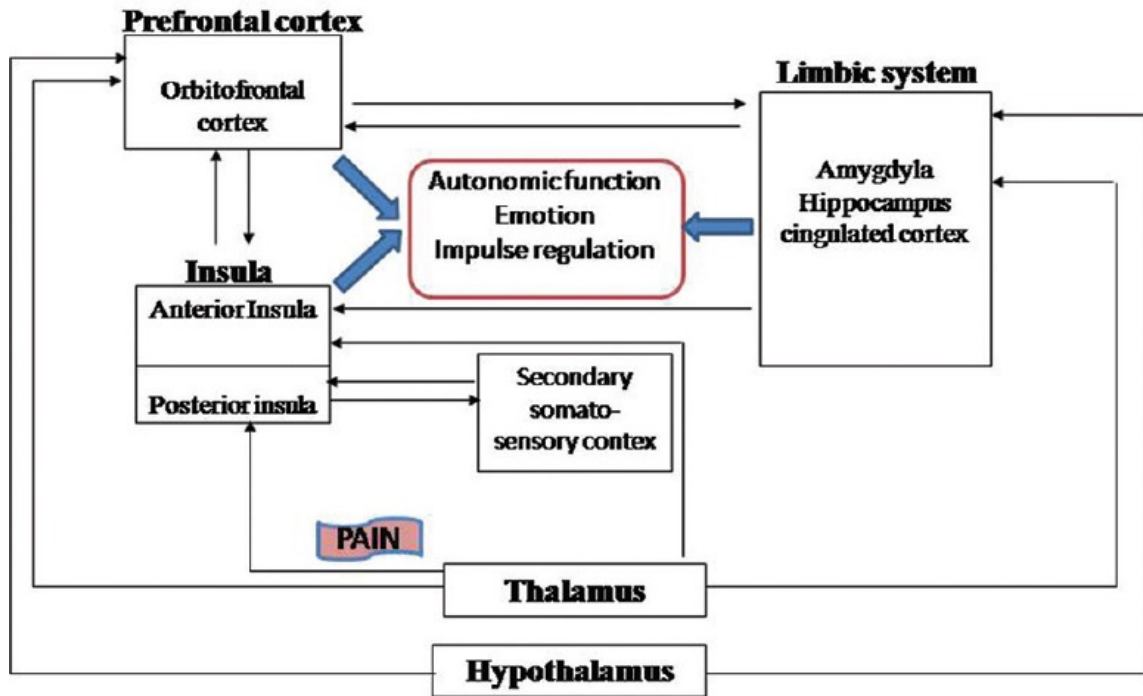 Prefrontal cortex
Orbitofrontal
cortex
Limbic system
Amygdyla
Hippocampus
cingulated cortex
Autonomic function
Emotion
Impulse regulation
Insula
Anterior Insula
Posterior insula
Secondary
somato-
sensory contex
PAIN
Thalamus
Hypothalamus